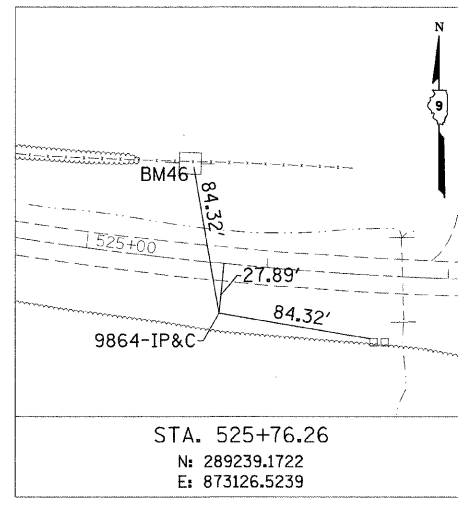 N
9
BM46
84.32'
525+00
27.89'
84.32'
9864-IP&C
STA. 525+76.26
N: 289239.1722
E: 873126.5239